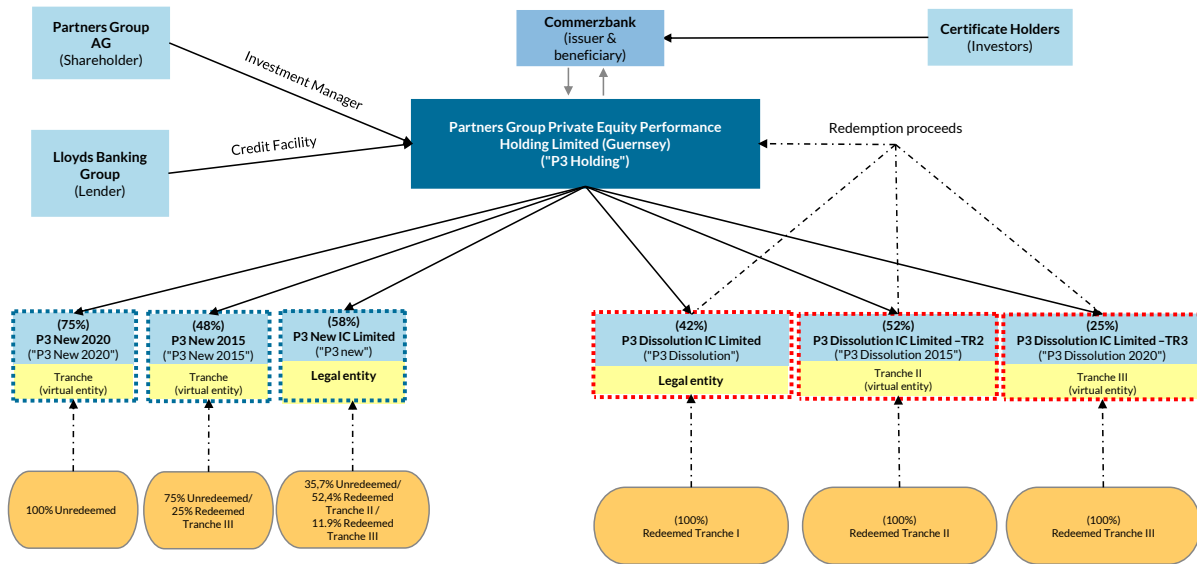 Partners Group
AG
(Shareholder)
Commerzbank
(issuer &
beneficiary)
Certificate Holders
(Investors)
Investment Manager
Lloyds Banking
Group
(Lender)
Credit Facility
Partners Group Private Equity Performance
Holding Limited (Guernsey)
("P3 Holding")
Redemption proceeds
(75%)
P3 New 2020
("P3 New 2020")
Tranche
(virtual entity)
(48%)
P3 New 2015
("P3 New 2015")
Tranche
(virtual entity)
(58%)
P3 New IC Limited
("P3 new")
Legal entity
(42%)
P3 Dissolution IC Limited
("P3 Dissolution")
Legal entity
(52%)
P3 Dissolution IC Limited –TR2
("P3 Dissolution 2015")
Tranche II
(virtual entity)
(25%)
P3 Dissolution IC Limited –TR3
("P3 Dissolution 2020")
Tranche III
(virtual entity)
100% Unredeemed
75% Unredeemed/
25% Redeemed
Tranche III
35,7% Unredeemed/
52,4% Redeemed
Tranche II /
11.9% Redeemed
Tranche III
(100%)
Redeemed Tranche I
(100%)
Redeemed Tranche II
(100%)
Redeemed Tranche III